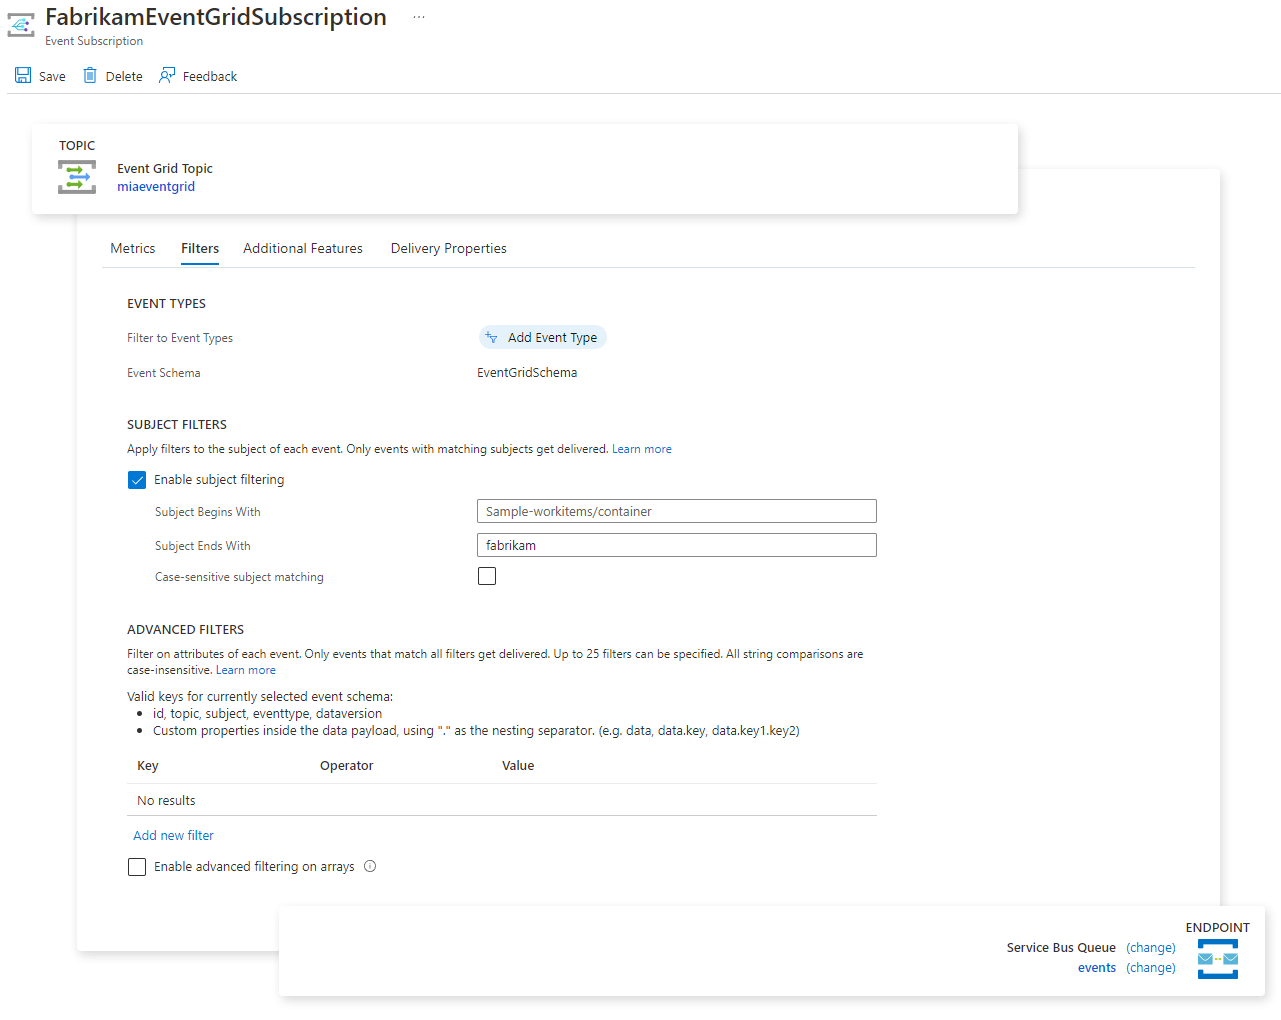 FabrikamEventGridSubscription ...
Event Subscription
Save Delete Feedback
TOPIC
Event Grid Topic
miaeventgrid
Metrics Filters Additional Features Delivery Properties
EVENT TYPES
Filter to Event Types Add Event Type
Event Schema EventGridSchema
SUBJECT FILTERS
Apply filters to the subject of each event. Only events with matching subjects get delivered. Learn more
Enable subject filtering
Subject Begins With Sample-workitems/container
Subject Ends With fabrikam
Case-sensitive subject matching
ADVANCED FILTERS
Filter on attributes of each event. Only events that match all filters get delivered. Up to 25 filters can be specified. All string comparisons are
case-insensitive. Learn more
Valid keys for currently selected event schema:
• id, topic, subject, eventtype, dataversion
• Custom properties inside the data payload, using "." as the nesting separator. (e.g. data, data.key, data.key1.key2)
Key Operator Value
No results
Add new filter
Enable advanced filtering on arrays
ENDPOINT
Service Bus Queue (change)
events (change)